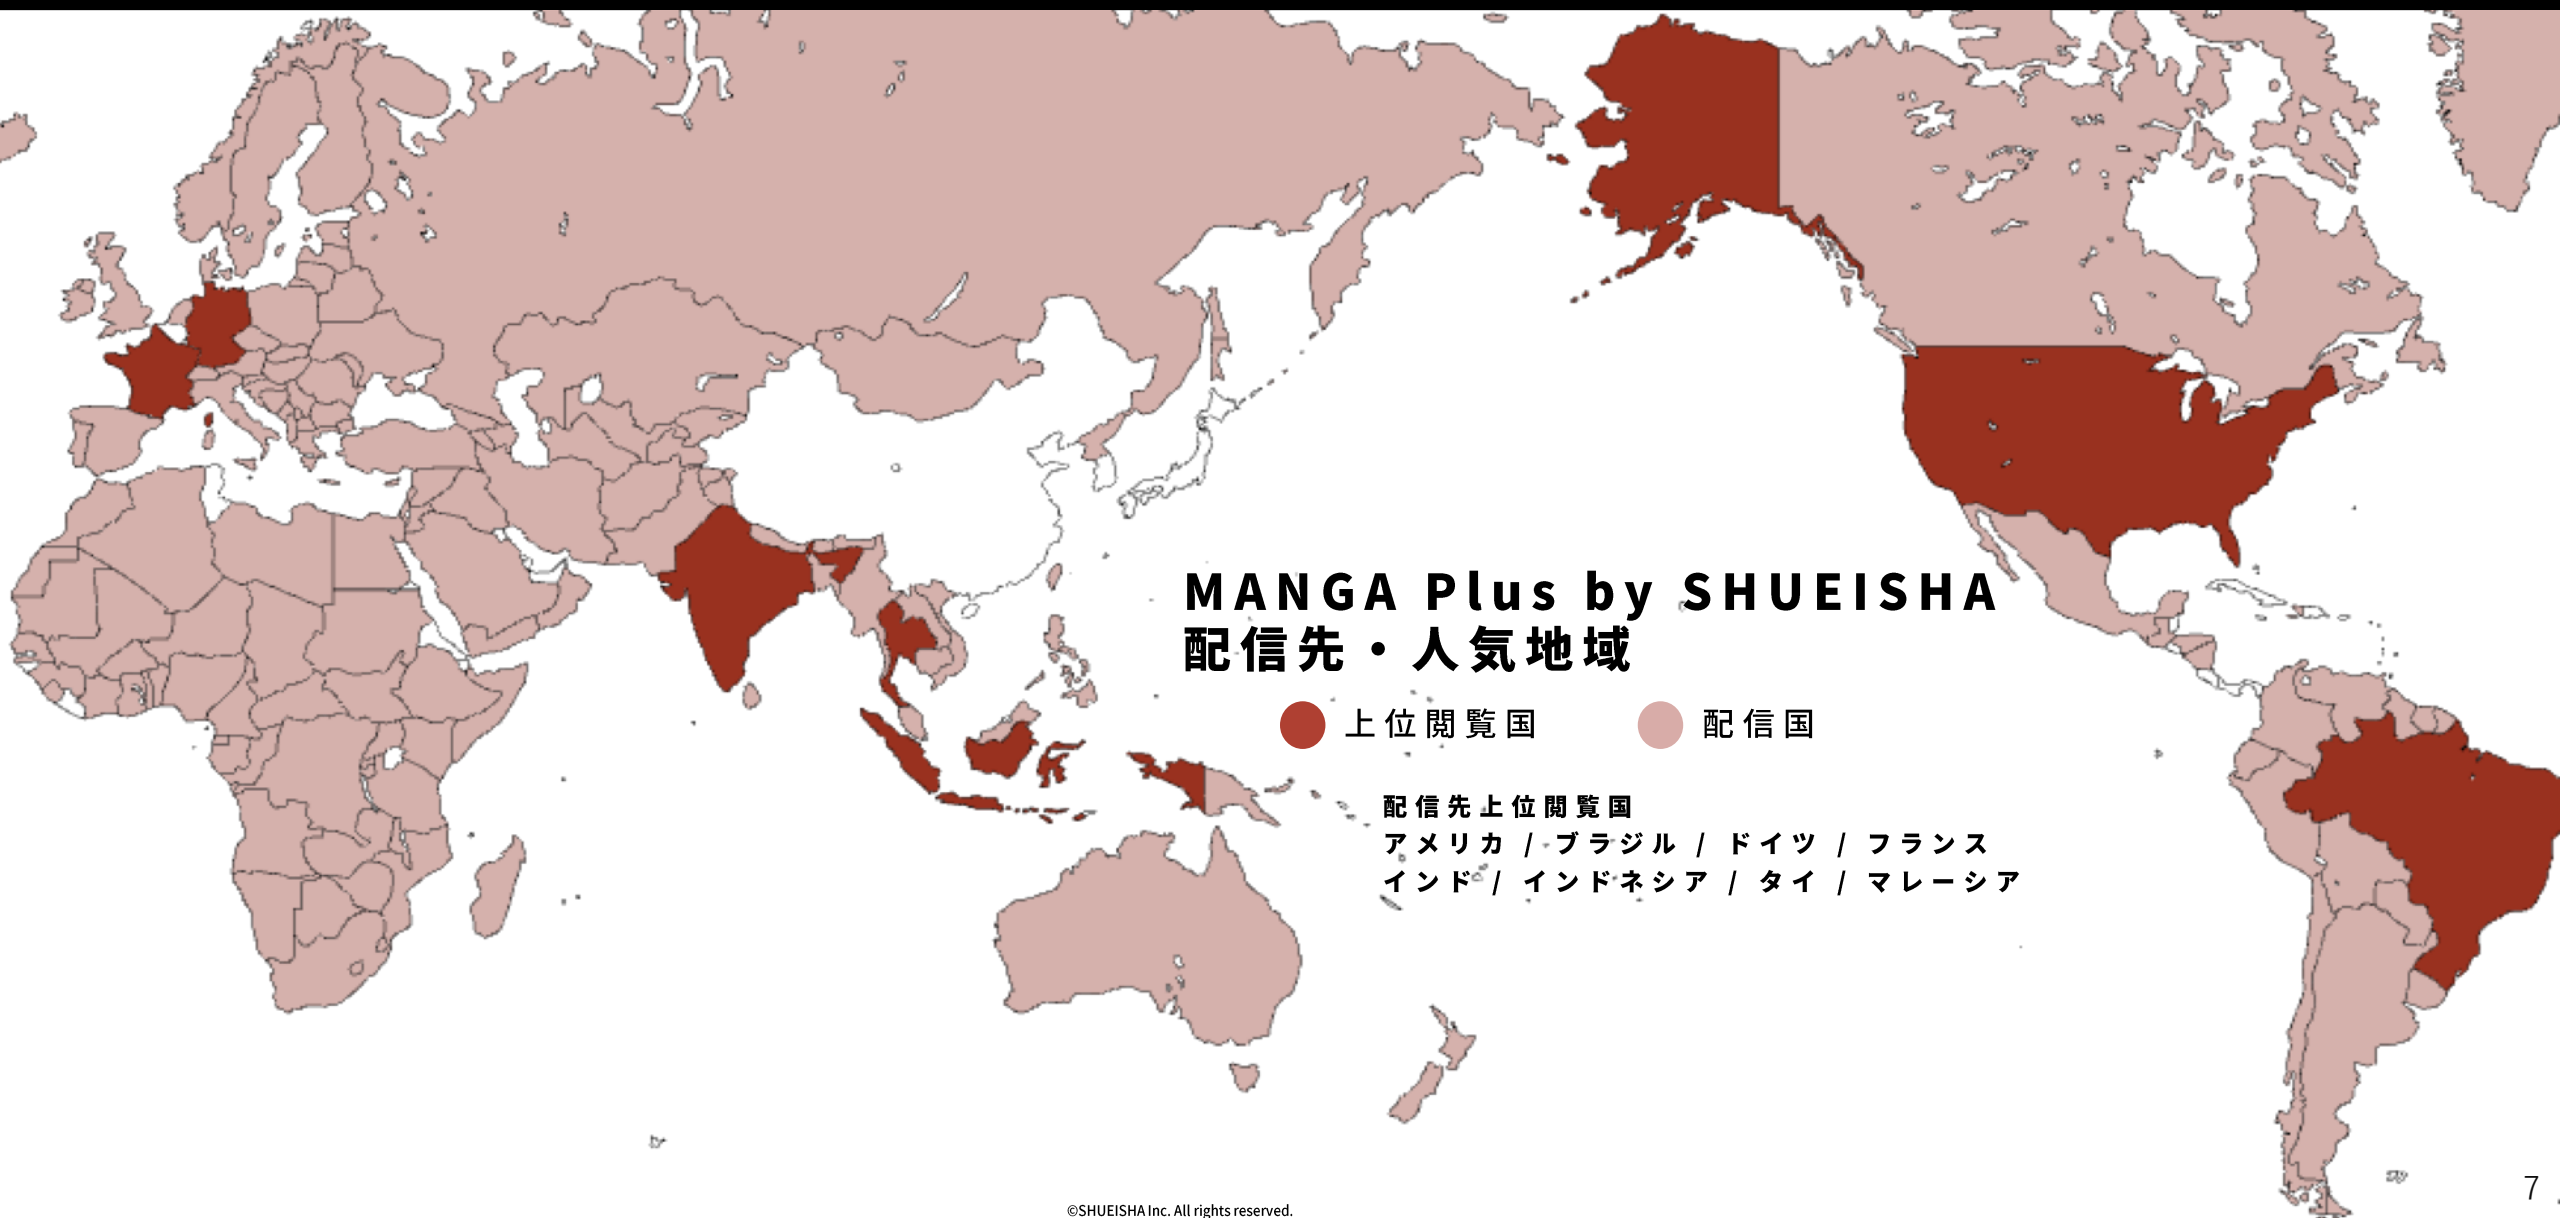 MANGA Plus by SHUEISHA
配信先・人気地域
上位閲覧国
配信国
配信先上位閲覧国
アメリカ / ブラジル / ドイツ / フランス
インド / インドネシア / タイ / マレーシア
©SHUEISHA Inc. All rights reserved.
7